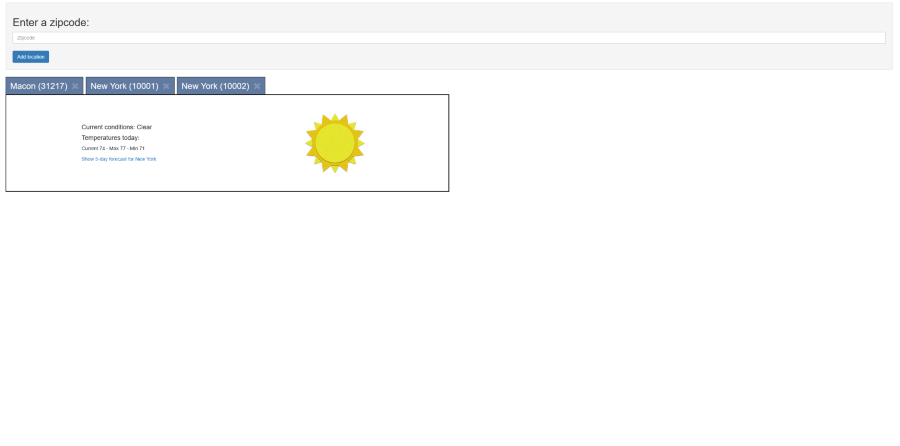 Enter a zipcode:
Zipcode
Add location
Macon (31217) × New York (10001) × New York (10002) ×
Current conditions: Clear
Temperatures today:
Current 74 - Max 77 - Min 71
Show 5-day forecast for New York